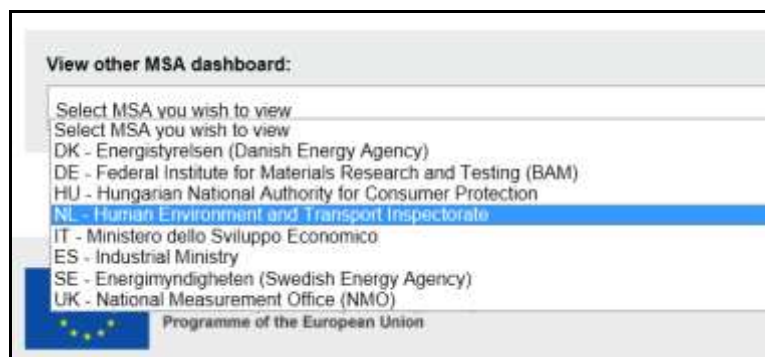 View other MSA dashboard:
Select MSA you wish to view
Select MSA you wish to view
DK - Energistyrelsen (Danish Energy Agency)
DE - Federal Institute for Materials Research and Testing (BAM)
HU - Hungarian National Authority for Consumer Protection
NL - Human Environment and Transport Inspectorate
IT - Ministero dello Sviluppo Economico
ES - Industrial Ministry
SE - Energimyndigheten (Swedish Energy Agency)
UK - National Measurement Office (NMO)
Programme of the European Union